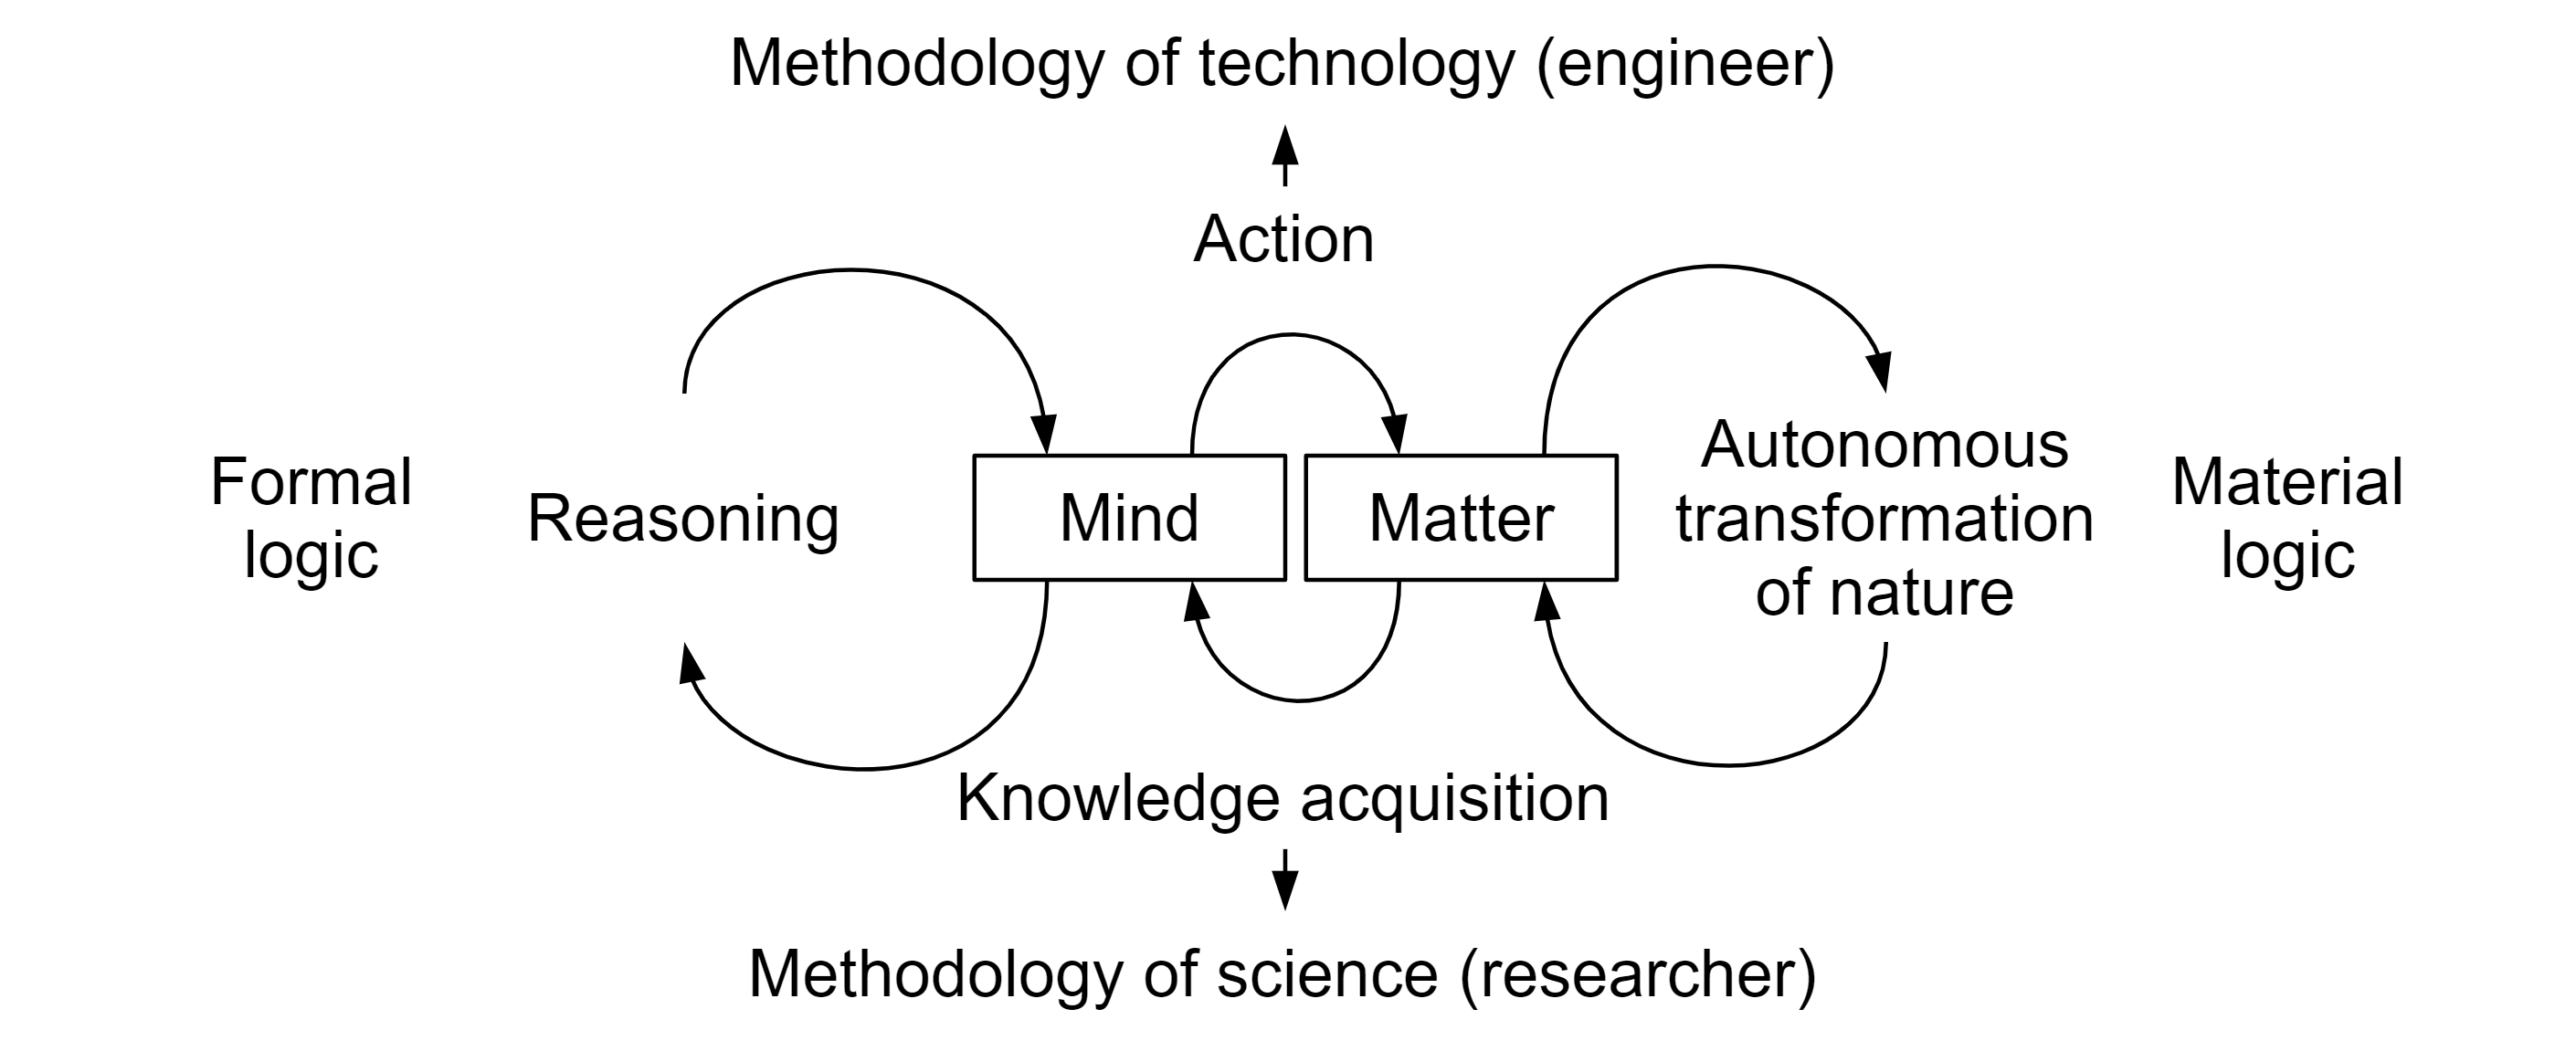 Methodology of technology (engineer)
Action
Formal
logic
Reasoning
Mind
Matter
Autonomous
transformation
of nature
Material
logic
Knowledge acquisition
Methodology of science (researcher)